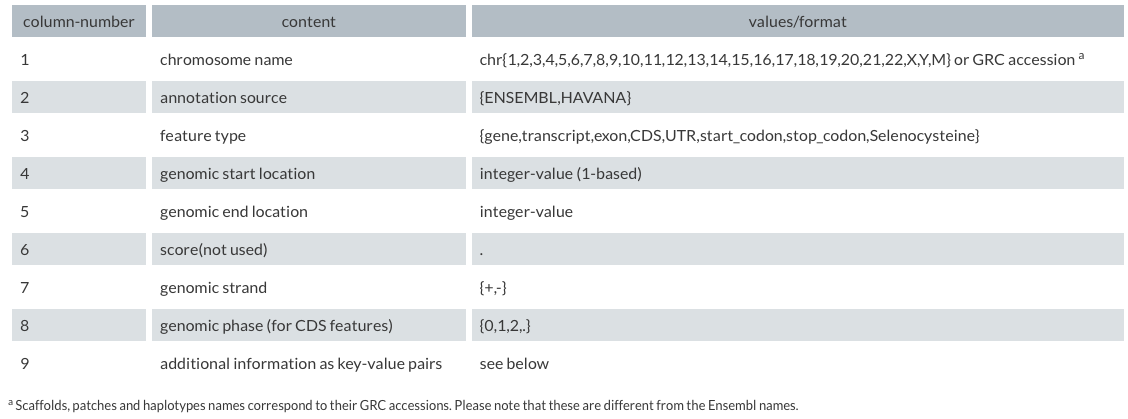 column-number content values/format
1 chromosome name chr{1,2,3,4,5,6,7,8,9,10,11,12,13,14,15,16,17,18,19,20,21,22,X,Y,M} or GRC accession a
2 annotation source {ENSEMBL,HAVANA}
3 feature type {gene,transcript,exon,CDS,UTR,start_codon,stop_codon,Selenocysteine}
4 genomic start location integer-value (1-based)
5 genomic end location integer-value
6 score(not used) .
7 genomic strand {+,-}
8 genomic phase (for CDS features) {0,1,2,.}
9 additional information as key-value pairs see below
a Scaffolds, patches and haplotypes names correspond to their GRC accessions. Please note that these are different from the Ensembl names.